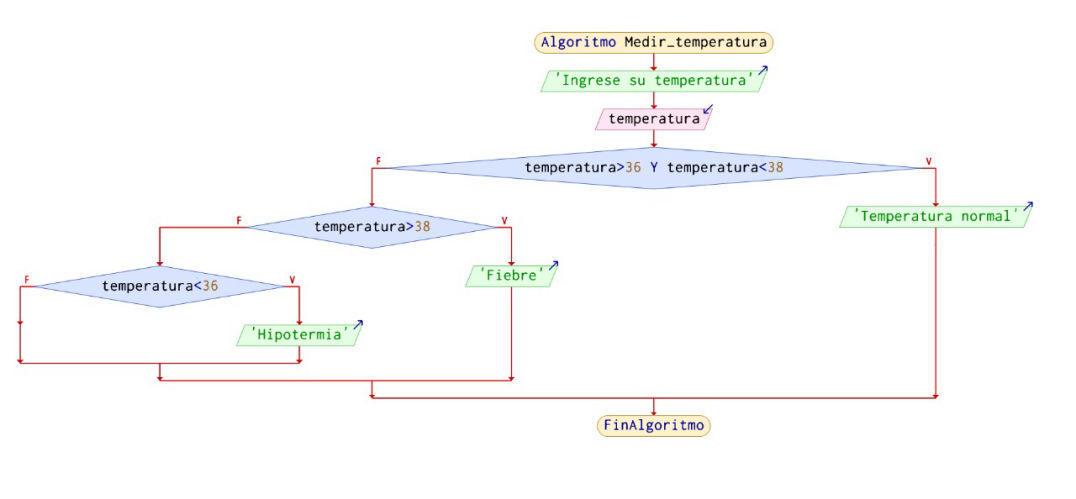 Algoritmo Medir_temperatura
'Ingrese su temperatura'
temperatura
F
temperatura>36 Y temperatura<38
V
F
temperatura>38
V
'Temperatura normal'
F
temperatura<36
V
'Fiebre'
'Hipotermia'
FinAlgoritmo